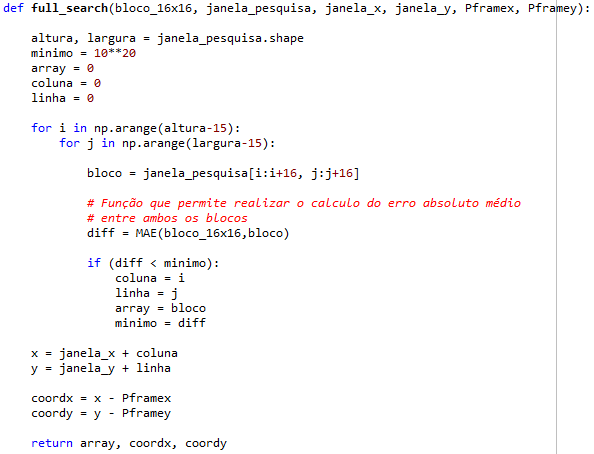 def full_search(bloco_16x16, janela_pesquisa, janela_x, janela_y, Pframex, Pframey):
altura, largura = janela_pesquisa.shape
minimo = 10**20
array = 0
coluna = 0
linha = 0
for i in np.arange(altura-15):
for j in np.arange(largura-15):
bloco = janela_pesquisa[i:i+16, j:j+16]
# Função que permite realizar o calculo do erro absoluto médio
# entre ambos os blocos
diff = MAE(bloco_16x16,bloco)
if (diff < minimo):
coluna = i
linha = j
array = bloco
minimo = diff
x = janela_x + coluna
y = janela_y + linha
coordx = x - Pframex
coordy = y - Pframey
return array, coordx, coordy